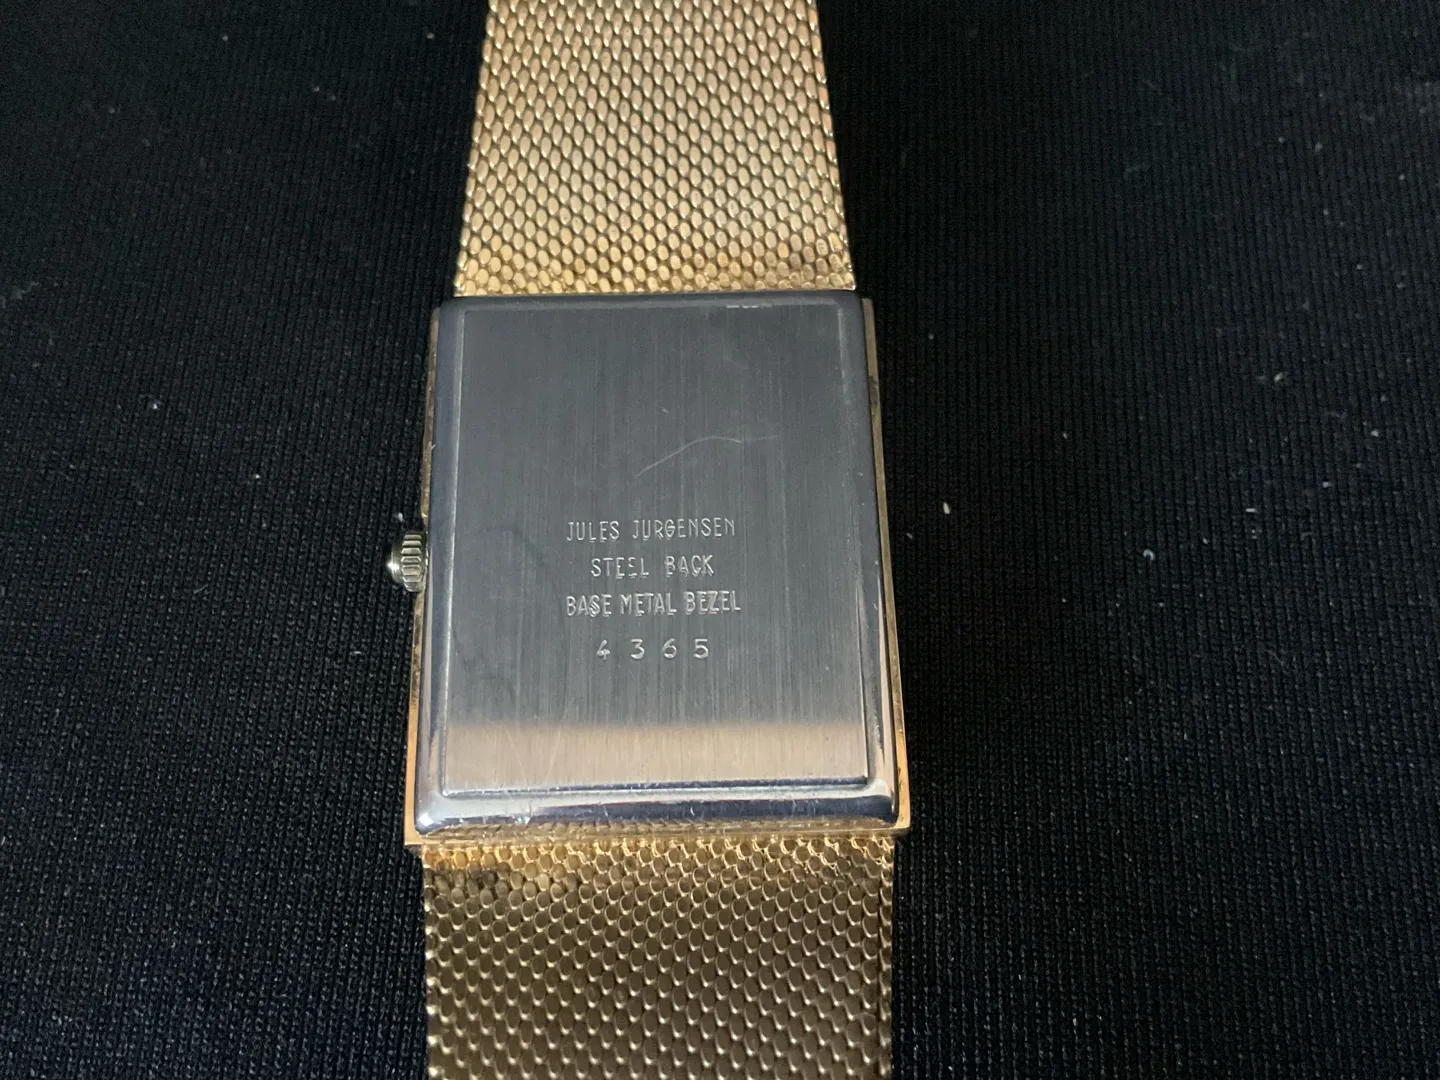 JULES JURGENSEN
STEEL BACK
BASE METAL BEZEL
4365